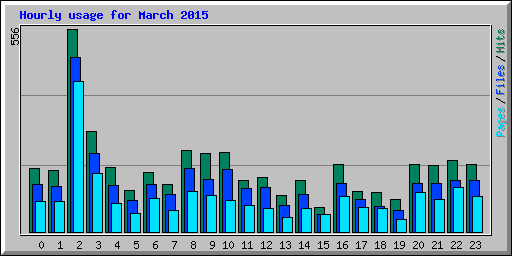 Hourly usage for March 2015
556
Pages / Files / Hits
0 1 2 3 4 5 6 7 8 9 10 11 12 13 14 15 16 17 18 19 20 21 22 23